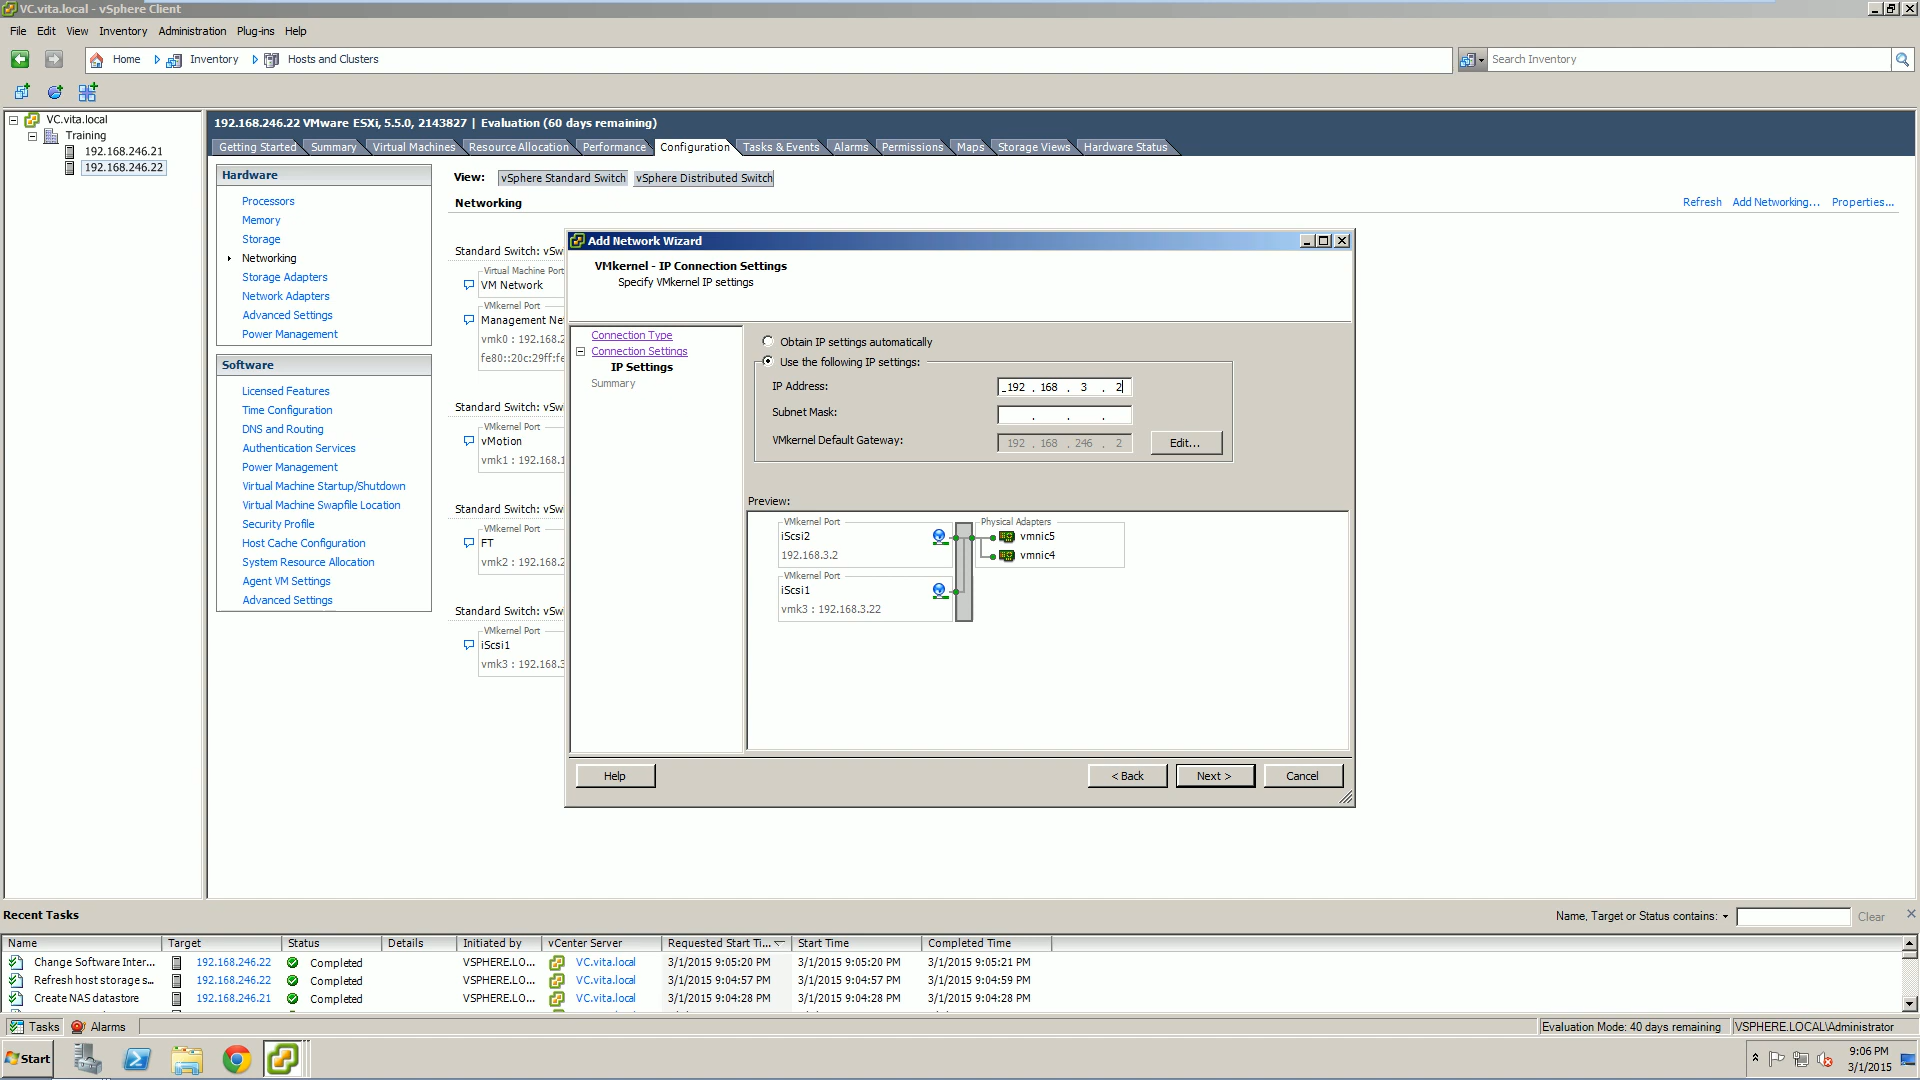 VC.vita.local - vSphere Client
File Edit View Inventory Administration Plug-ins Help
Home Inventory Hosts and Clusters
Search Inventory
VC.vita.local
Training
192.168.246.21
192.168.246.22
192.168.246.22 VMware ESXi, 5.5.0, 2143827 | Evaluation (60 days remaining)
Getting Started Summary Virtual Machines Resource Allocation Performance Configuration Tasks & Events Alarms Permissions Maps Storage Views Hardware Status
Hardware
Processors
Memory
Storage
Networking
Storage Adapters
Network Adapters
Advanced Settings
Power Management
Software
Licensed Features
Time Configuration
DNS and Routing
Authentication Services
Power Management
Virtual Machine Startup/Shutdown
Virtual Machine Swapfile Location
Security Profile
Host Cache Configuration
System Resource Allocation
Agent VM Settings
Advanced Settings
View: vSphere Standard Switch vSphere Distributed Switch
Networking
Refresh Add Networking... Properties...
Standard Switch: vSw
Virtual Machine Port
VM Network
VMkernel Port
Management Ne
vmk0 : 192.168.2
fe80::20c:29ff:fe
Standard Switch: vSw
VMkernel Port
vMotion
vmk1 : 192.168.1
Standard Switch: vSw
VMkernel Port
FT
vmk2 : 192.168.2
Standard Switch: vSw
VMkernel Port
iScsi1
vmk3 : 192.168.3
Add Network Wizard
VMkernel - IP Connection Settings
Specify VMkernel IP settings
Connection Type
Connection Settings
IP Settings
Summary
Obtain IP settings automatically
Use the following IP settings:
IP Address: 192 . 168 . 3 . 2
Subnet Mask: . . .
VMkernel Default Gateway: 192 . 168 . 246 . 2 Edit...
Preview:
VMkernel Port
iScsi2
192.168.3.2
VMkernel Port
iScsi1
vmk3 : 192.168.3.22
Physical Adapters
vmnic5
vmnic4
Help < Back Next > Cancel
Recent Tasks
Name, Target or Status contains: Clear
Name Target Status Details Initiated by vCenter Server Requested Start Ti... Start Time Completed Time
Change Software Inter... 192.168.246.22 Completed VSPHERE.LO... VC.vita.local 3/1/2015 9:05:20 PM 3/1/2015 9:05:20 PM 3/1/2015 9:05:21 PM
Refresh host storage s... 192.168.246.22 Completed VSPHERE.LO... VC.vita.local 3/1/2015 9:04:57 PM 3/1/2015 9:04:57 PM 3/1/2015 9:04:59 PM
Create NAS datastore 192.168.246.21 Completed VSPHERE.LO... VC.vita.local 3/1/2015 9:04:28 PM 3/1/2015 9:04:28 PM 3/1/2015 9:04:28 PM
Tasks Alarms
Evaluation Mode: 40 days remaining VSPHERE.LOCAL\Administrator
Start
9:06 PM
3/1/2015